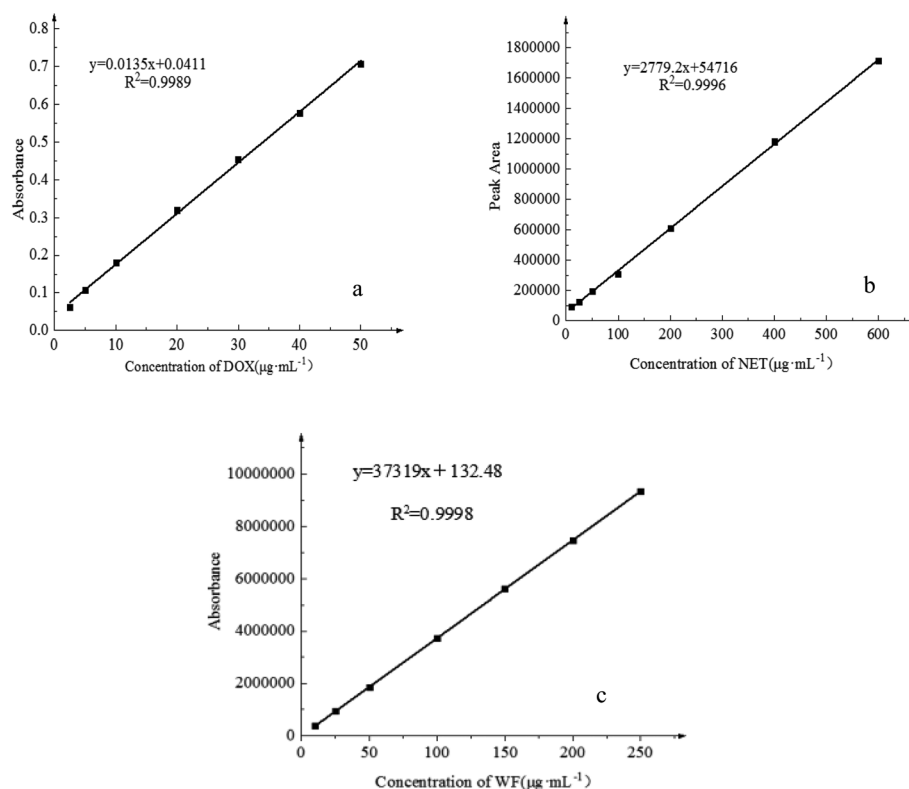 0.8
0.7
0.6
0.5
0.4
0.3
0.2
0.1
0.0
Absorbance
y=0.0135x+0.0411
R²=0.9989
a
0 10 20 30 40 50
Concentration of DOX(μg·mL⁻¹)
1800000
1600000
1400000
1200000
1000000
800000
600000
400000
200000
0
Peak Area
y=2779.2x+54716
R²=0.9996
b
0 100 200 300 400 500 600
Concentration of NET(μg·mL⁻¹)
10000000
8000000
6000000
4000000
2000000
0
Absorbance
y=37319x+132.48
R²=0.9998
c
0 50 100 150 200 250
Concentration of WF(μg·mL⁻¹)